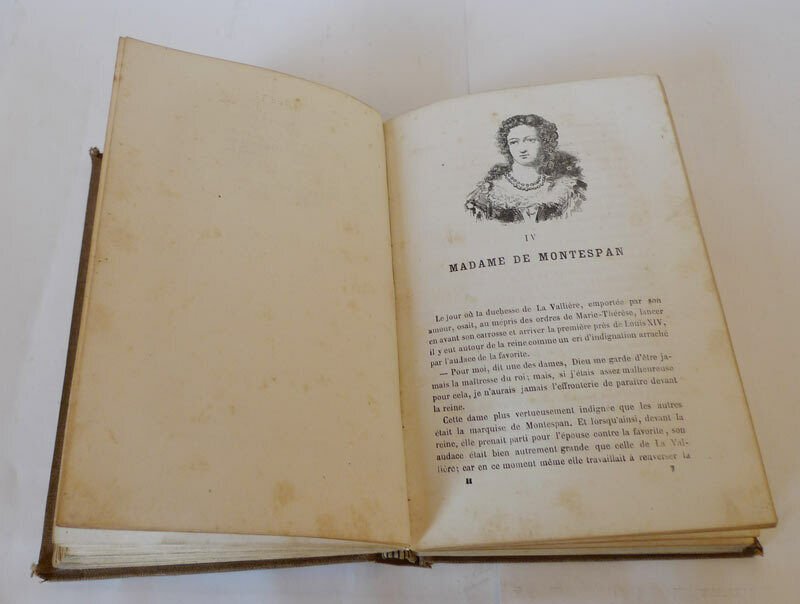 IV
MADAME DE MONTESPAN
Le jour où la duchesse de La Vallière, emportée par son
amour, osait, au mépris des ordres de Marie-Thérèse, lancer
en avant son carrosse et arriver la première près de Louis XIV,
il y eut autour de la reine comme un cri d'indignation arraché
par l'audace de la favorite.
— Pour moi, dit une des dames, Dieu me garde d'être ja-
mais la maîtresse du roi; mais, si j'étais assez malheureuse
pour cela, je n'aurais jamais l'effronterie de paraître devant
la reine.
Cette dame plus vertueusement indignée que les autres
était la marquise de Montespan. Et lorsqu'ainsi, devant la
reine, elle prenait parti pour l'épouse contre la favorite, son
audace était bien autrement grande que celle de La Val-
lière; car en ce moment même elle travaillait à renverser la
II